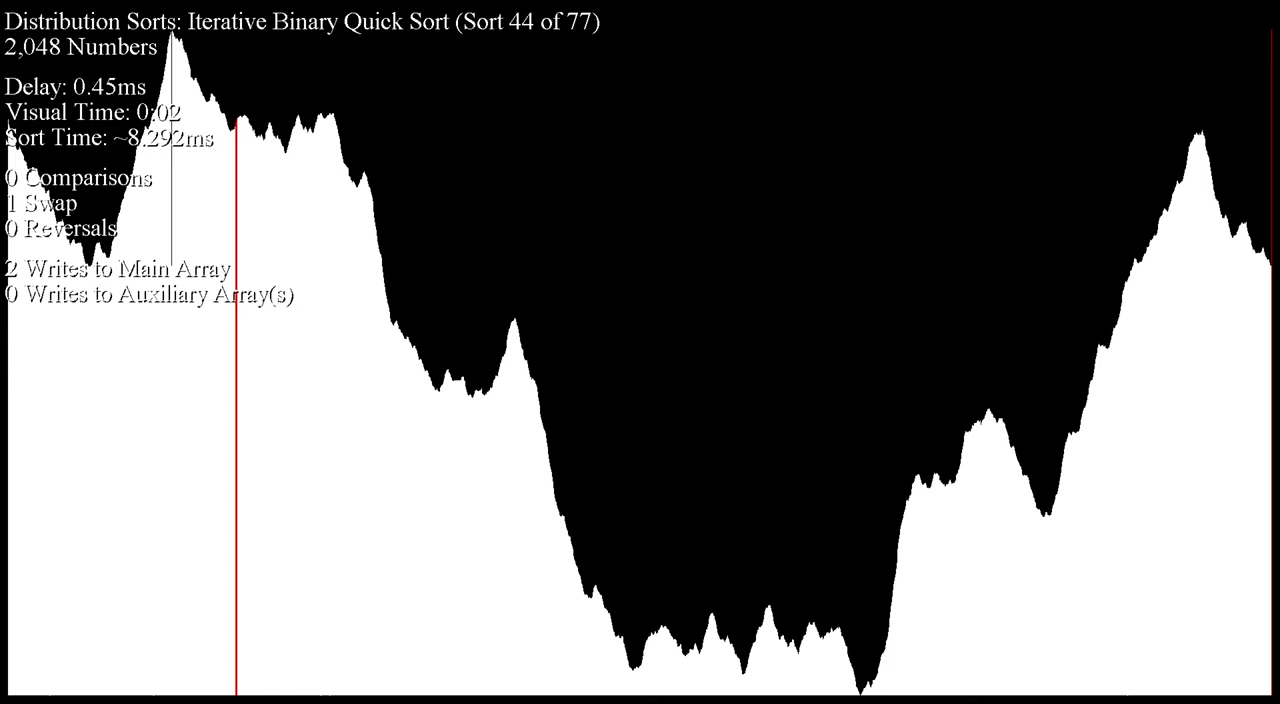 Distribution Sorts: Iterative Binary Quick Sort (Sort 44 of 77)
2,048 Numbers
Delay: 0.45ms
Visual Time: 0:02
Sort Time: ~8.292ms
0 Comparisons
1 Swap
0 Reversals
2 Writes to Main Array
0 Writes to Auxiliary Array(s)